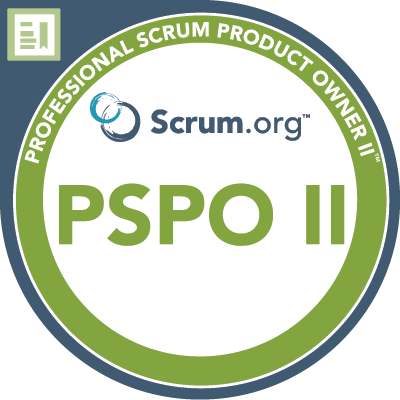 PROFESSIONAL SCRUM PRODUCT OWNER II™
Scrum.org™
PSPO II